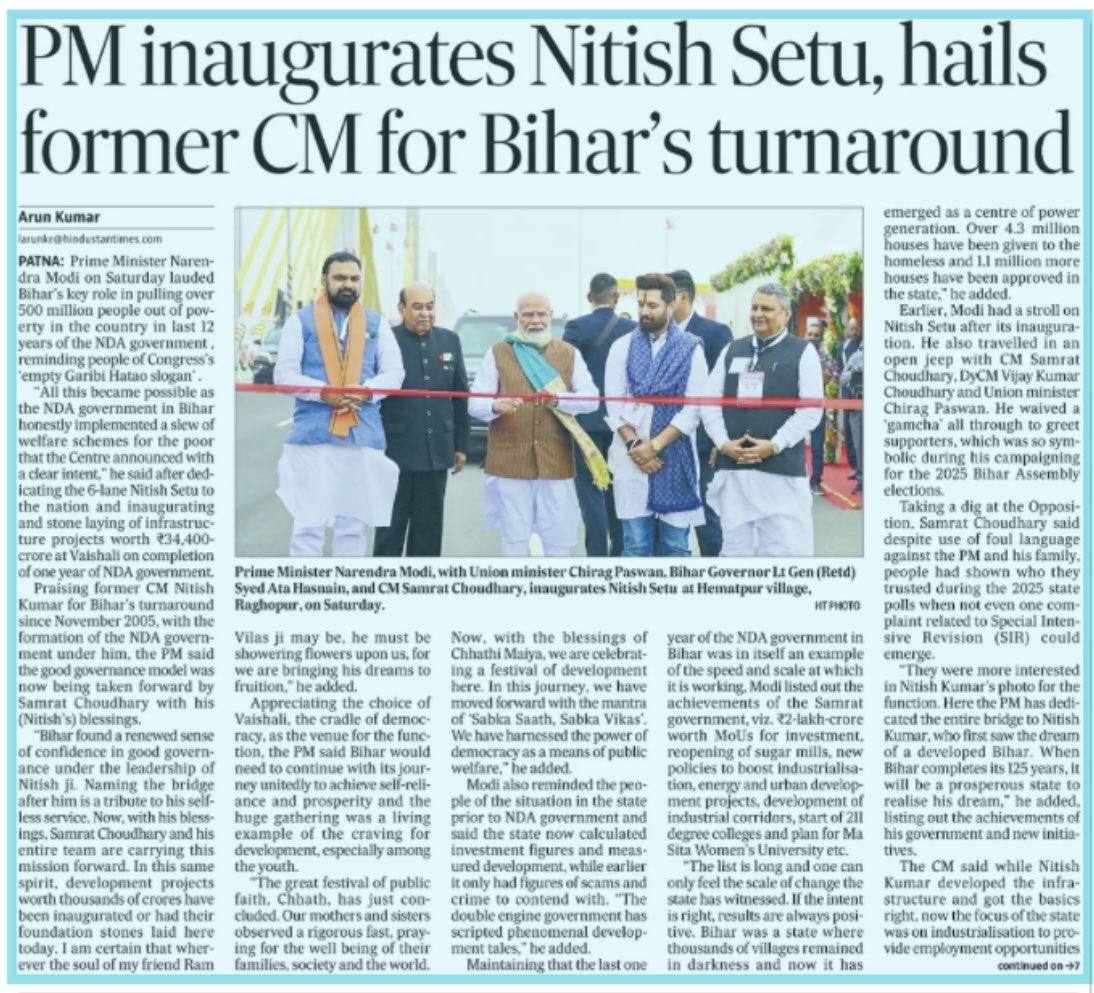 PM inaugurates Nitish Setu, hails
former CM for Bihar's turnaround
Arun Kumar
larunkr@hindustantimes.com
PATNA: Prime Minister Naren-
dra Modi on Saturday lauded
Bihar's key role in pulling over
500 million people out of pov-
erty in the country in last 12
years of the NDA government ,
reminding people of Congress's
'empty Garibi Hatao slogan' .
"All this became possible as
the NDA government in Bihar
honestly implemented a slew of
welfare schemes for the poor
that the Centre announced with
a clear intent," he said after ded-
icating the 6-lane Nitish Setu to
the nation and inaugurating
and stone laying of infrastruc-
ture projects worth ₹34,400-
crore at Vaishali on completion
of one year of NDA government.
Praising former CM Nitish
Kumar for Bihar's turnaround
since November 2005, with the
formation of the NDA govern-
ment under him, the PM said
the good governance model was
now being taken forward by
Samrat Choudhary with his
(Nitish's) blessings.
"Bihar found a renewed sense
of confidence in good govern-
ance under the leadership of
Nitish ji. Naming the bridge
after him is a tribute to his self-
less service. Now, with his bless-
ings, Samrat Choudhary and his
entire team are carrying this
mission forward. In this same
spirit, development projects
worth thousands of crores have
been inaugurated or had their
foundation stones laid here
today. I am certain that wher-
ever the soul of my friend Ram
Prime Minister Narendra Modi, with Union minister Chirag Paswan, Bihar Governor Lt Gen (Retd)
Syed Ata Hasnain, and CM Samrat Choudhary, inaugurates Nitish Setu at Hematpur village,
Raghopur, on Saturday.
HT PHOTO
Vilas ji may be, he must be
showering flowers upon us, for
we are bringing his dreams to
fruition," he added.
Appreciating the choice of
Vaishali, the cradle of democ-
racy, as the venue for the func-
tion, the PM said Bihar would
need to continue with its jour-
ney unitedly to achieve self-reli-
ance and prosperity and the
huge gathering was a living
example of the craving for
development, especially among
the youth.
"The great festival of public
faith, Chhath, has just con-
cluded. Our mothers and sisters
observed a rigorous fast, pray-
ing for the well being of their
families, society and the world.
Now, with the blessings of
Chhathi Maiya, we are celebrat-
ing a festival of development
here. In this journey, we have
moved forward with the mantra
of 'Sabka Saath, Sabka Vikas'.
We have harnessed the power of
democracy as a means of public
welfare," he added.
Modi also reminded the peo-
ple of the situation in the state
prior to NDA government and
said the state now calculated
investment figures and meas-
ured development, while earlier
it only had figures of scams and
crime to contend with. "The
double engine government has
scripted phenomenal develop-
ment tales," he added.
Maintaining that the last one
year of the NDA government in
Bihar was in itself an example
of the speed and scale at which
it is working, Modi listed out the
achievements of the Samrat
government, viz. ₹2-lakh-crore
worth MoUs for investment,
reopening of sugar mills, new
policies to boost industrialisa-
tion, energy and urban develop-
ment projects, development of
industrial corridors, start of 211
degree colleges and plan for Ma
Sita Women's University etc.
"The list is long and one can
only feel the scale of change the
state has witnessed. If the intent
is right, results are always posi-
tive. Bihar was a state where
thousands of villages remained
in darkness and now it has
emerged as a centre of power
generation. Over 4.3 million
houses have been given to the
homeless and 1.1 million more
houses have been approved in
the state," he added.
Earlier, Modi had a stroll on
Nitish Setu after its inaugura-
tion. He also travelled in an
open jeep with CM Samrat
Choudhary, DyCM Vijay Kumar
Choudhary and Union minister
Chirag Paswan. He waived a
'gamcha' all through to greet
supporters, which was so sym-
bolic during his campaigning
for the 2025 Bihar Assembly
elections.
Taking a dig at the Opposi-
tion, Samrat Choudhary said
despite use of foul language
against the PM and his family,
people had shown who they
trusted during the 2025 state
polls when not even one com-
plaint related to Special Inten-
sive Revision (SIR) could
emerge.
"They were more interested
in Nitish Kumar's photo for the
function. Here the PM has dedi-
cated the entire bridge to Nitish
Kumar, who first saw the dream
of a developed Bihar. When
Bihar completes its 125 years, it
will be a prosperous state to
realise his dream," he added,
listing out the achievements of
his government and new initia-
tives.
The CM said while Nitish
Kumar developed the infra-
structure and got the basics
right, now the focus of the state
was on industrialisation to pro-
vide employment opportunities
continued on →7